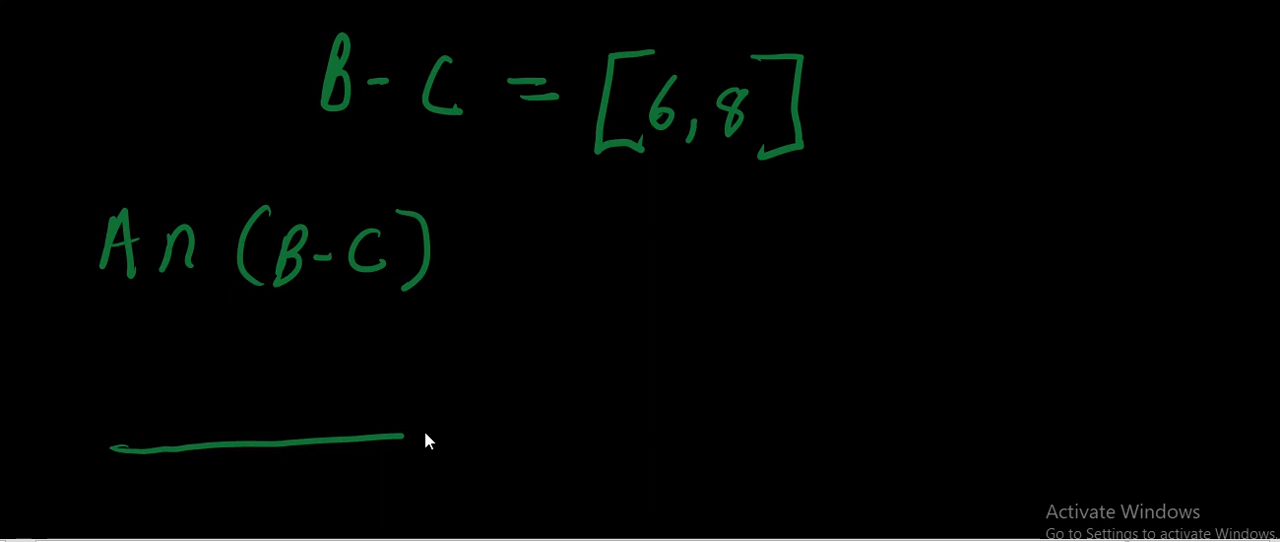 B - C = [6, 8]
A ∩ (B - C)
Activate Windows
Go to Settings to activate Windows.